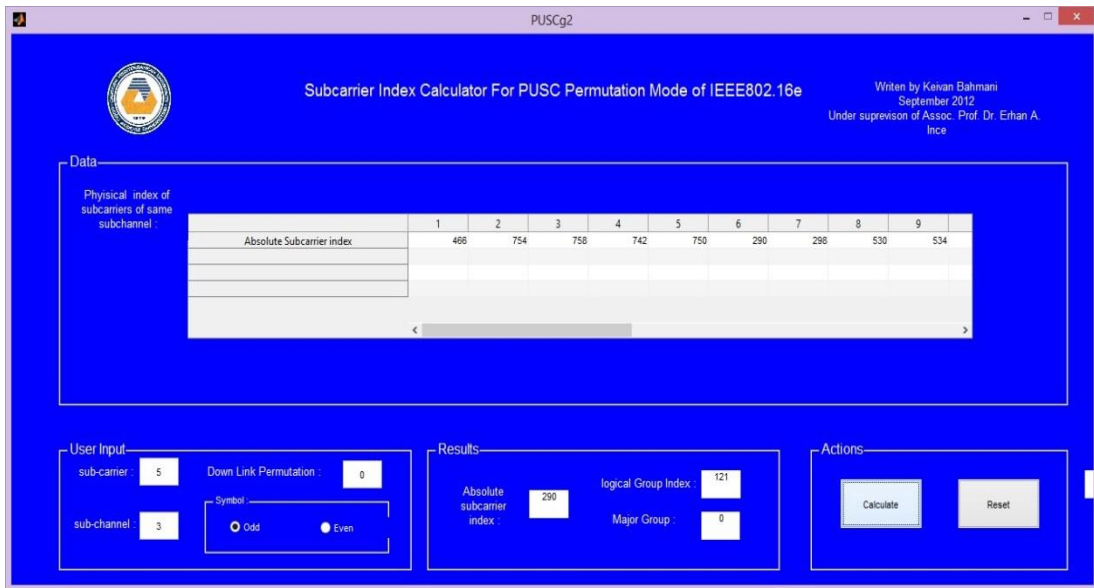 PUSCg2
Subcarrier Index Calculator For PUSC Permutation Mode of IEEE802.16e
Writen by Keivan Bahmani
September 2012
Under suprevison of Assoc. Prof. Dr. Erhan A.
Ince
Data
Phyisical index of
subcarriers of same
subchannel :
1 2 3 4 5 6 7 8 9
Absolute Subcarrier index 466 754 758 742 750 290 298 530 534
User Input
sub-carrier : 5
Down Link Permutation : 0
Symbol :
Odd
Even
sub-channel : 3
Results
Absolute
subcarrier
index :
290
logical Group Index : 121
Major Group : 0
Actions
Calculate
Reset